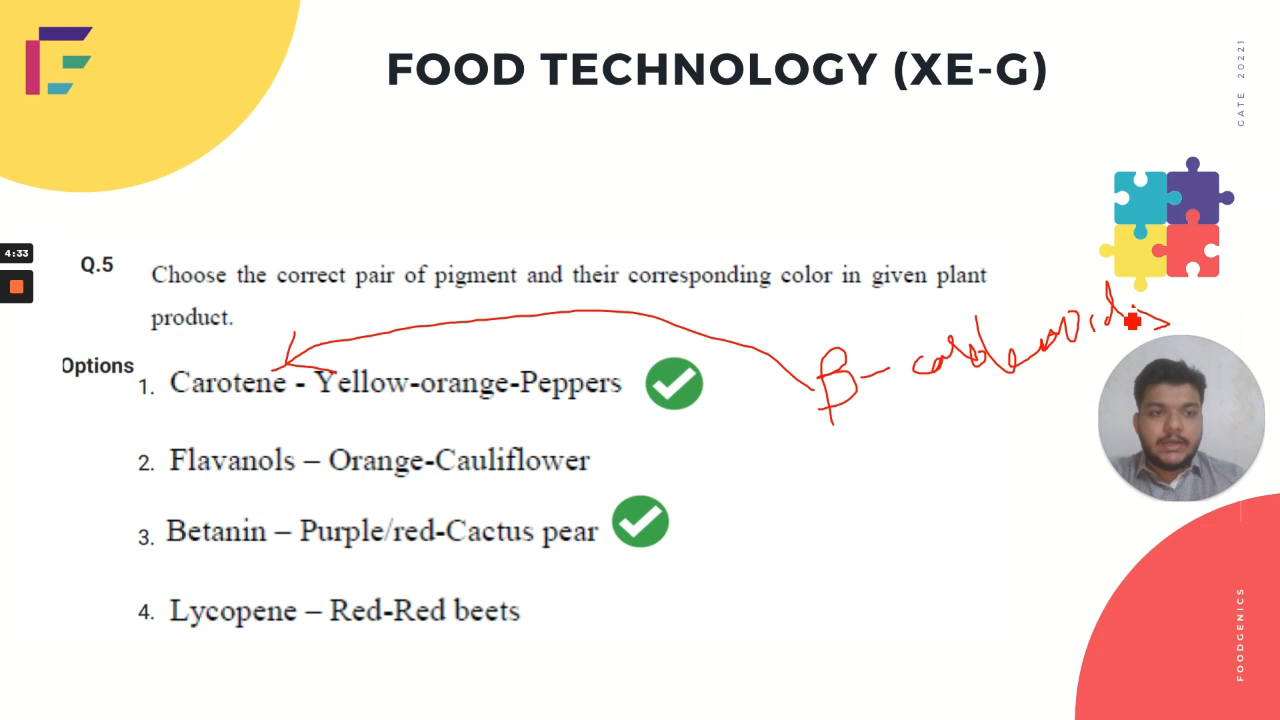 FOOD TECHNOLOGY (XE-G)
GATE 20221
4:33
Q.5
Choose the correct pair of pigment and their corresponding color in given plant
product.
Options
1. Carotene - Yellow-orange-Peppers
2. Flavanols – Orange-Cauliflower
3. Betanin – Purple/red-Cactus pear
4. Lycopene – Red-Red beets
β-
FOODGENICS